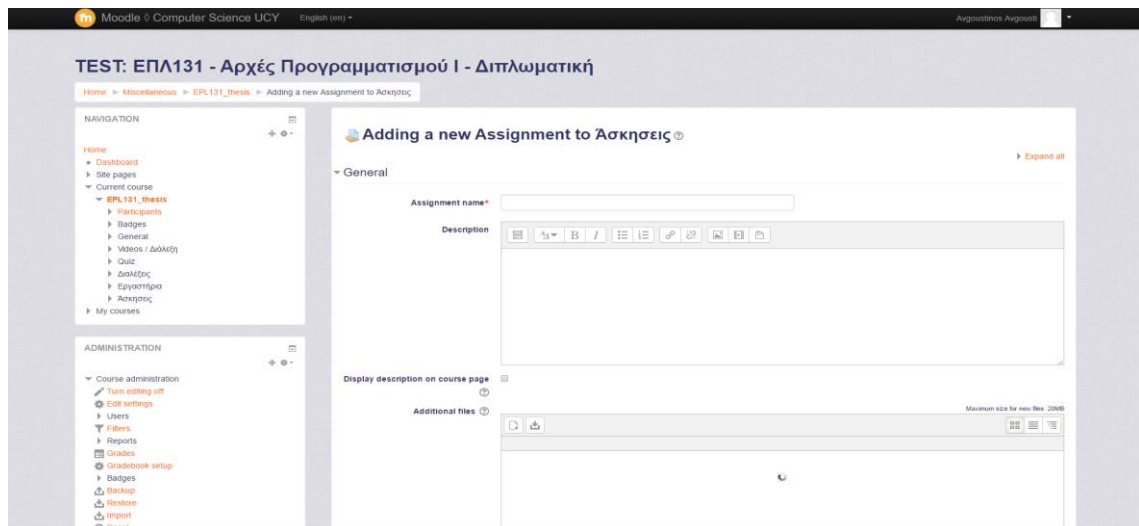 Moodle ◊ Computer Science UCY
English (en)
Avgoustinos Avgousti
TEST: ΕΠΛ131 - Αρχές Προγραμματισμού Ι - Διπλωματική
Home ► Miscellaneous ► EPL131_thesis ► Adding a new Assignment to Άσκησεις
NAVIGATION
Home
Dashboard
Site pages
Current course
EPL131_thesis
Participants
Badges
General
Videos / Διάλεξη
Quiz
Διαλέξεις
Εργαστήρια
Άσκησεις
My courses
ADMINISTRATION
Course administration
Turn editing off
Edit settings
Users
Filters
Reports
Grades
Gradebook setup
Badges
Backup
Restore
Import
Adding a new Assignment to Άσκησεις
Expand all
General
Assignment name*
Description
Display description on course page
Additional files
Maximum size for new files: 20MB